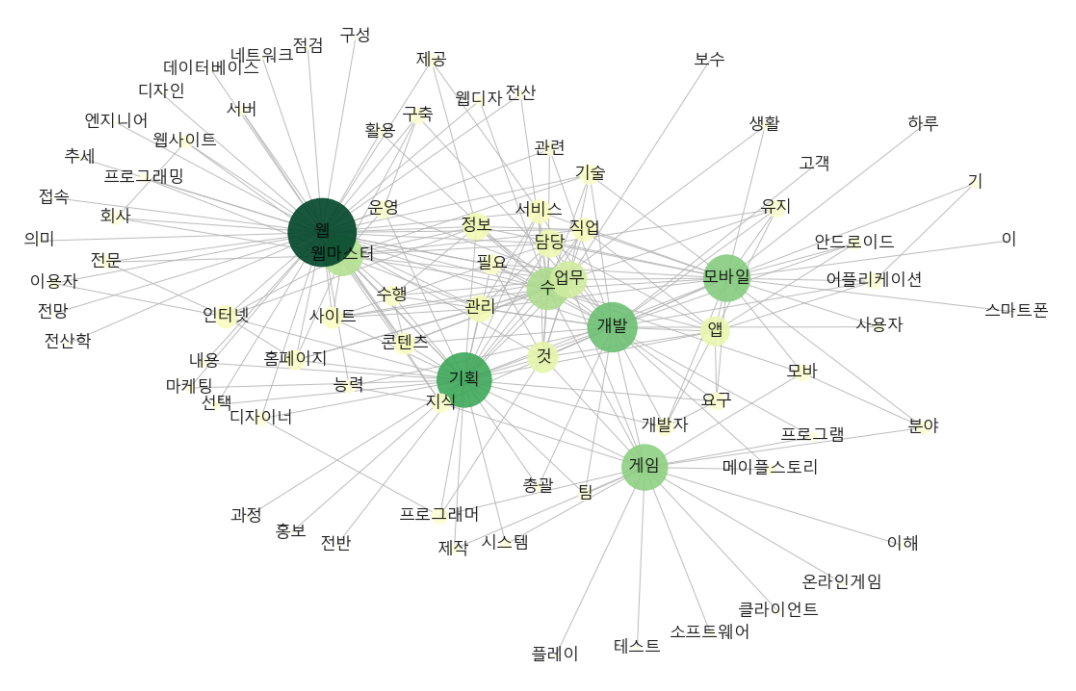 구성
점검
네트워크
제공
보수
데이터베이스
디자인
전산
웹디자
서버
구축
엔지니어
생활
하루
활용
웹사이트
관련
추세
고객
기술
프로그래밍
기
접속
운영
서비스
유지
회사
정보
직업
웹
의미
담당
안드로이드
이
웹마스터
전문
필요
업무
모바일
어플리케이션
이용자
수
수행
관리
전망
스마트폰
인터넷
사이트
개발
사용자
앱
전산학
콘텐츠
것
내용
홈페이지
모바
기획
마케팅
능력
선택
지식
요구
디자이너
개발자
분야
프로그램
게임
메이플스토리
총괄
팀
과정
프로그래머
홍보
전반
제작
시스템
이해
온라인게임
클라이언트
소프트웨어
테스트
플레이